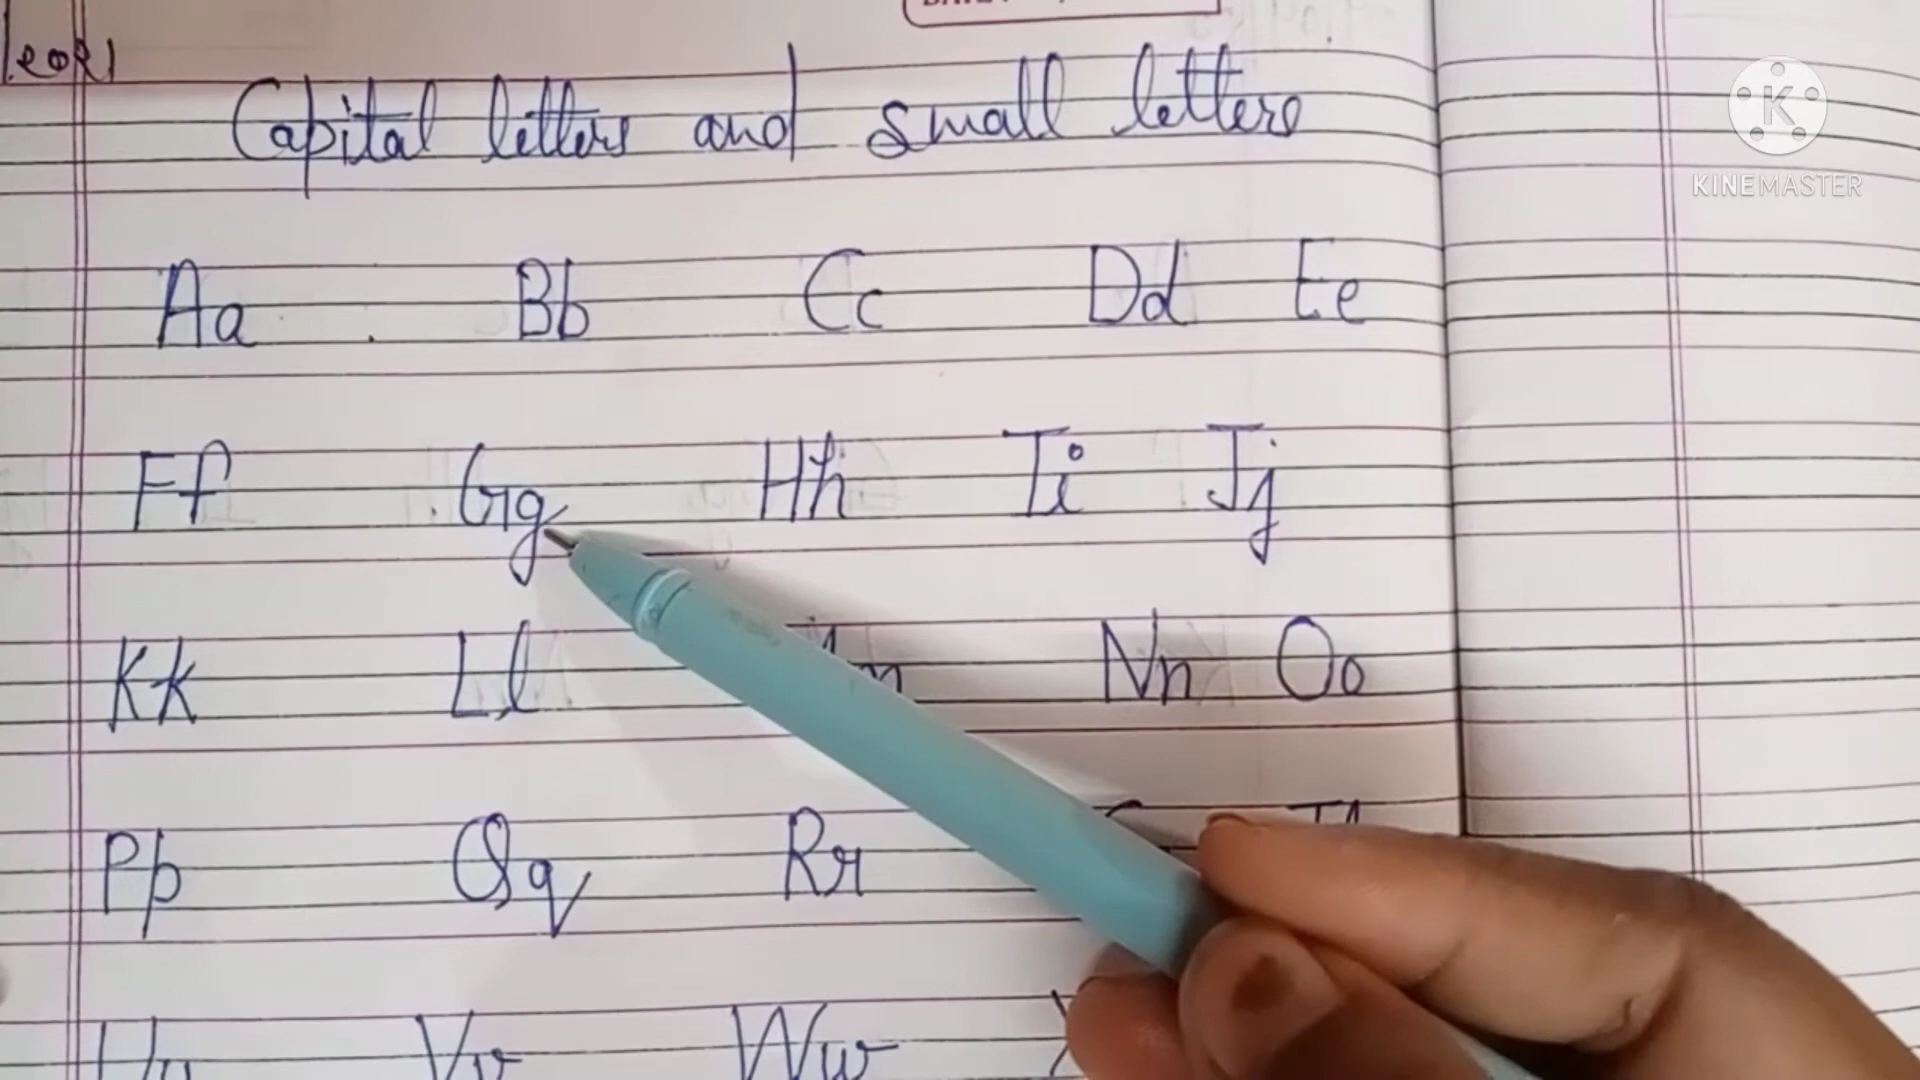 Capital letters and small letters
KINEMASTER
Aa Bb Cc Dd Ee
Ff Gg Hh Ii Jj
Kk Ll Nn Oo
Pp Qq Rr
Uu Vv Ww